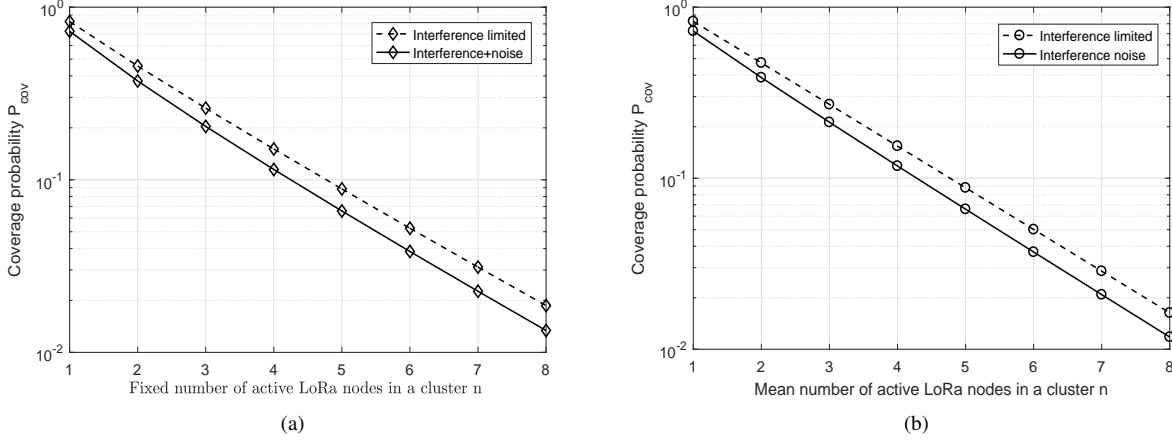 10^0
Interference limited
Interference+noise
Coverage probability P_cov
10^-1
10^-2
1 2 3 4 5 6 7 8
Fixed number of active LoRa nodes in a cluster n
(a)
10^0
Interference limited
Interference noise
Coverage probability P_cov
10^-1
10^-2
1 2 3 4 5 6 7 8
Mean number of active LoRa nodes in a cluster n
(b)